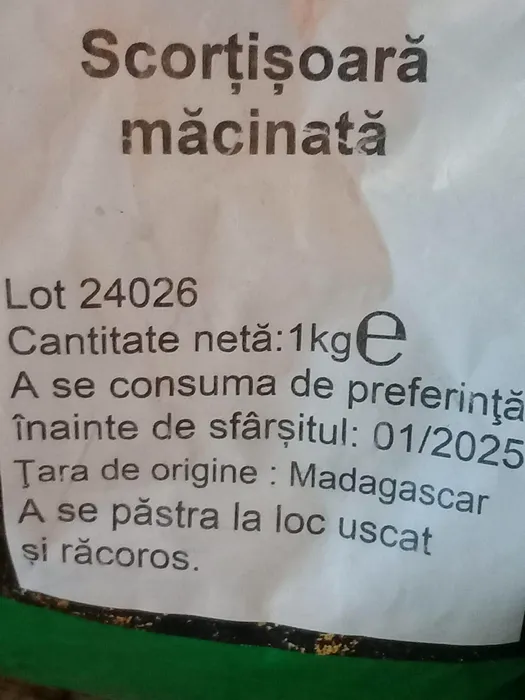 Scorțișoară
măcinată
Lot 24026
Cantitate netă:1kg℮
A se consuma de preferinţă
înainte de sfârșitul: 01/2025
Țara de origine : Madagascar
A se păstra la loc uscat
și răcoros.